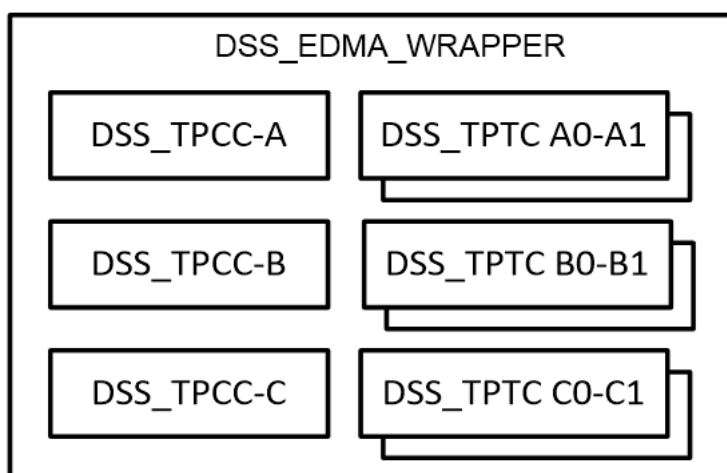 DSS_EDMA_WRAPPER
DSS_TPCC-A
DSS_TPTC A0-A1
DSS_TPCC-B
DSS_TPTC B0-B1
DSS_TPCC-C
DSS_TPTC C0-C1